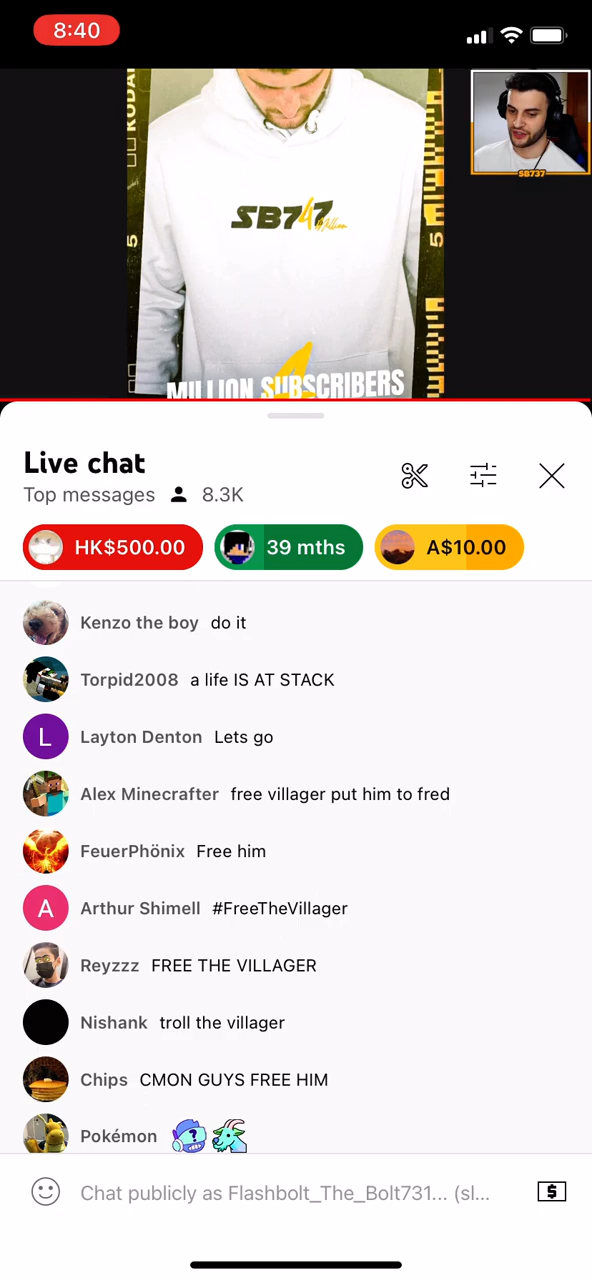 8:40
KODAK
5
5
SB747
Million
SB737
4
MILLION SUBSCRIBERS
Live chat
Top messages 8.3K
HK$500.00 39 mths A$10.00
Kenzo the boy do it
Torpid2008 a life IS AT STACK
Layton Denton Lets go
L
Alex Minecrafter free villager put him to fred
FeuerPhönix Free him
A
Arthur Shimell #FreeTheVillager
Reyzzz FREE THE VILLAGER
Nishank troll the villager
Chips CMON GUYS FREE HIM
Pokémon ?
Chat publicly as Flashbolt_The_Bolt731... (sl... $